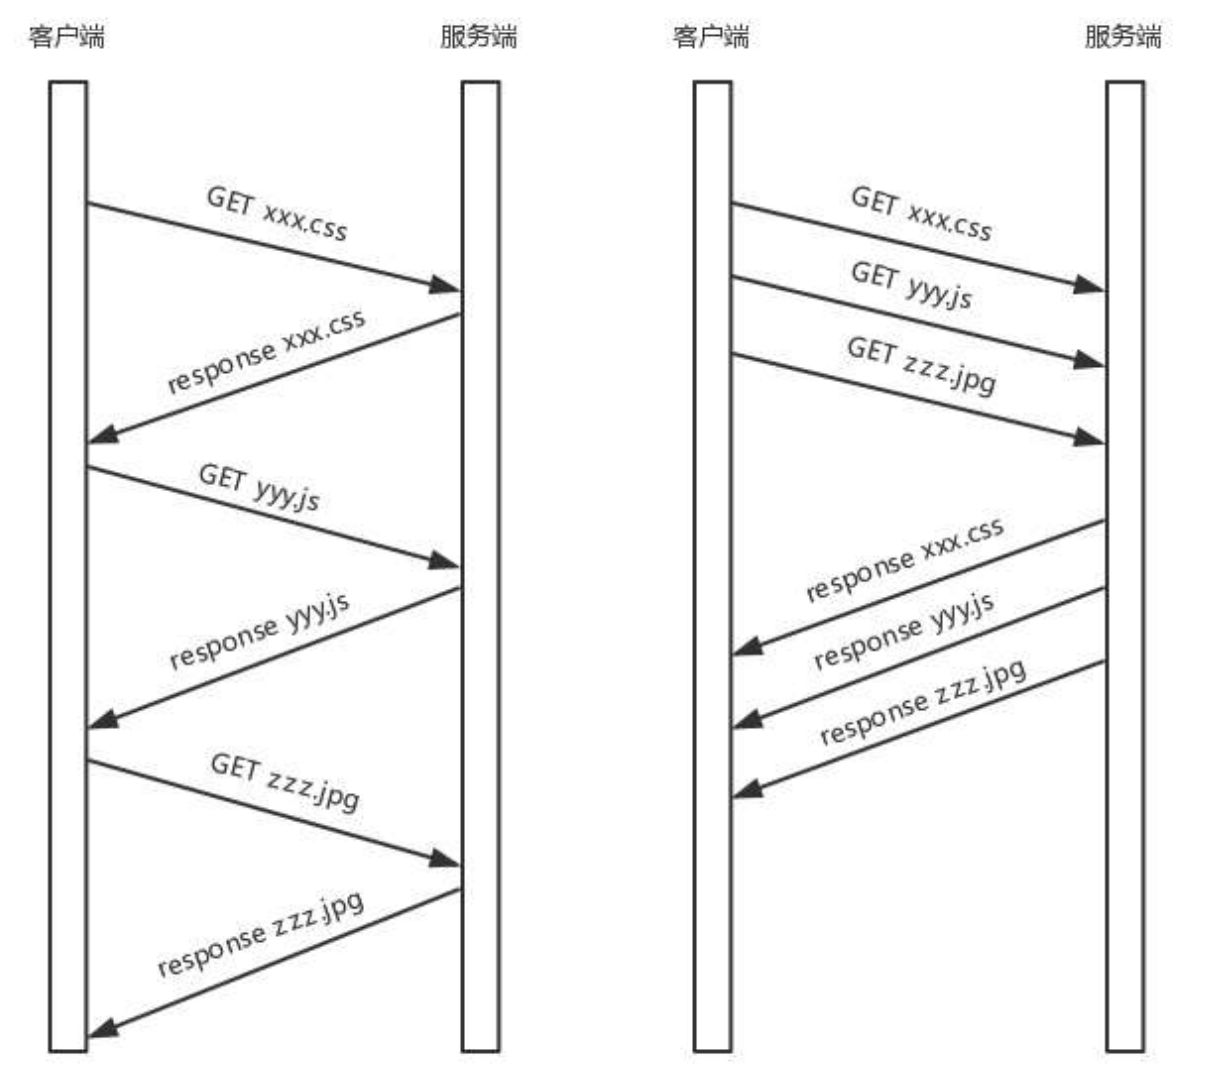 客户端
服务端
GET xxx.css
response xxx.css
GET yyy.js
response yyy.js
GET zzz.jpg
response zzz.jpg
客户端
服务端
GET xxx.css
GET yyy.js
GET zzz.jpg
response xxx.css
response yyy.js
response zzz.jpg